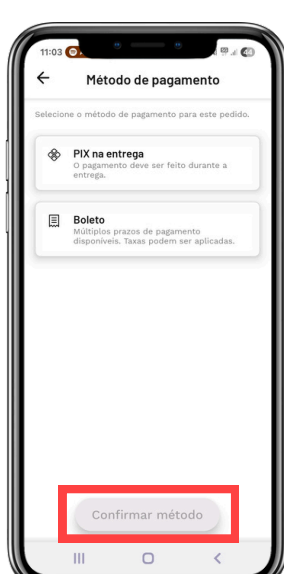 11:03
44
Método de pagamento
Selecione o método de pagamento para este pedido.
PIX na entrega
O pagamento deve ser feito durante a
entrega.
Boleto
Múltiplos prazos de pagamento
disponíveis. Taxas podem ser aplicadas.
Confirmar método